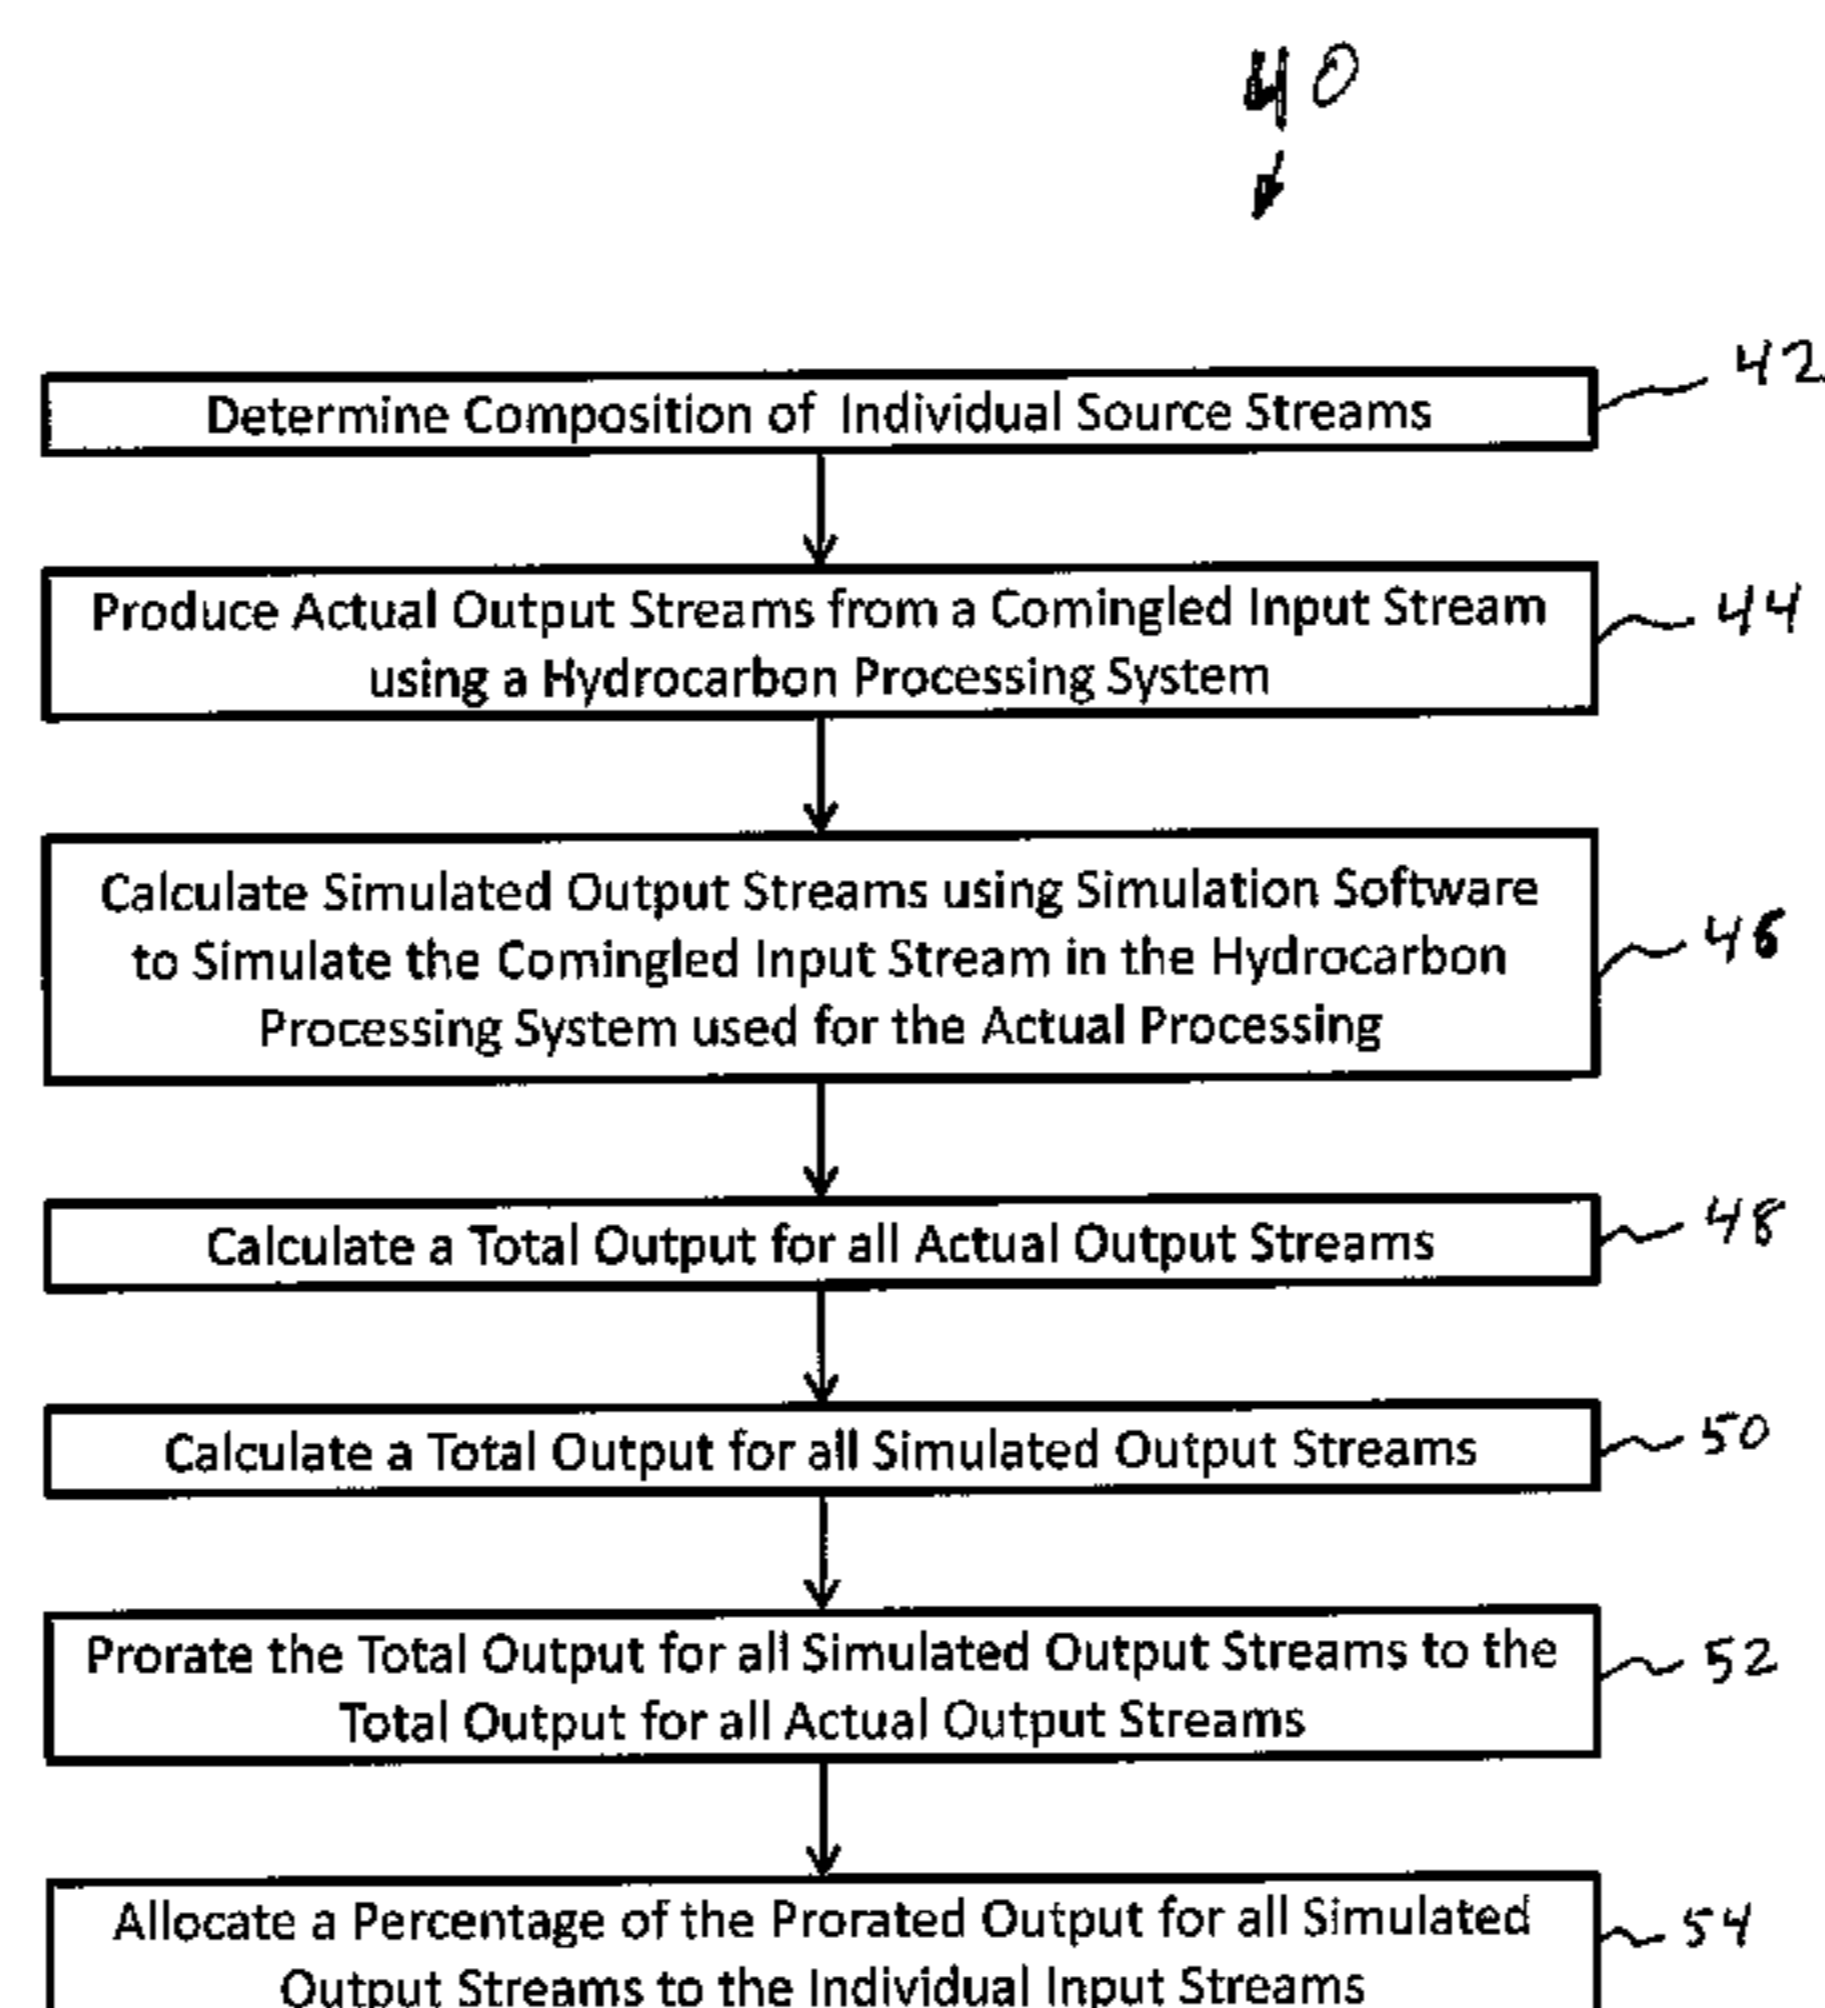 40
Determine Composition of Individual Source Streams
42
Produce Actual Output Streams from a Comingled Input Stream
using a Hydrocarbon Processing System
44
Calculate Simulated Output Streams using Simulation Software
to Simulate the Comingled Input Stream in the Hydrocarbon
Processing System used for the Actual Processing
46
Calculate a Total Output for all Actual Output Streams
48
Calculate a Total Output for all Simulated Output Streams
50
Prorate the Total Output for all Simulated Output Streams to the
Total Output for all Actual Output Streams
52
Allocate a Percentage of the Prorated Output for all Simulated
Output Streams to the Individual Input Streams
54